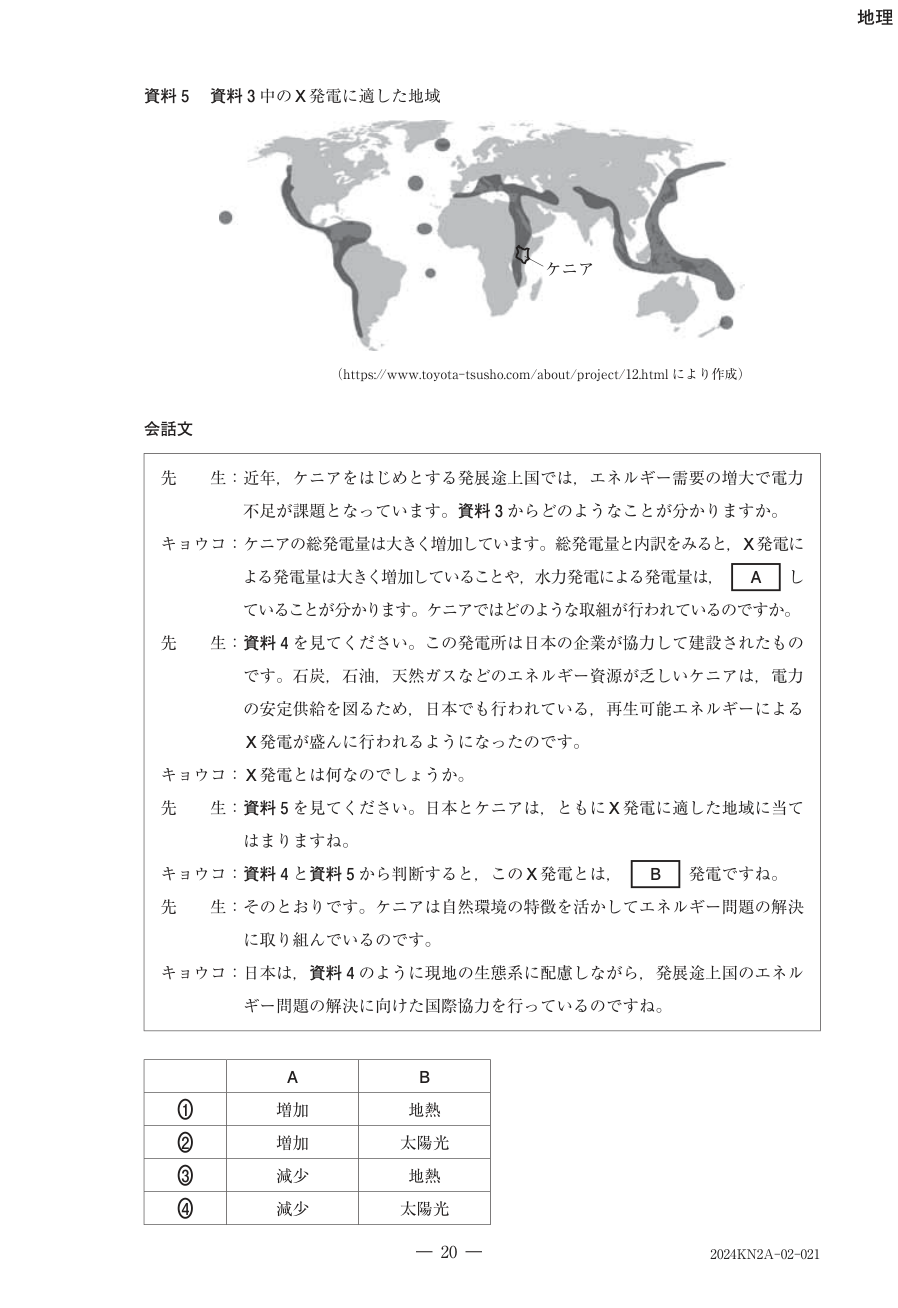 地理
資料5 資料3中のX発電に適した地域
ケニア
（https://www.toyota-tsusho.com/about/project/12.html により作成）
会話文
先　　生：近年，ケニアをはじめとする発展途上国では，エネルギー需要の増大で電力
不足が課題となっています。資料3からどのようなことが分かりますか。
キョウコ：ケニアの総発電量は大きく増加しています。総発電量と内訳をみると，X発電に
よる発電量は大きく増加していることや，水力発電による発電量は， A し
ていることが分かります。ケニアではどのような取組が行われているのですか。
先　　生：資料4を見てください。この発電所は日本の企業が協力して建設されたもの
です。石炭，石油，天然ガスなどのエネルギー資源が乏しいケニアは，電力
の安定供給を図るため，日本でも行われている，再生可能エネルギーによる
X発電が盛んに行われるようになったのです。
キョウコ：X発電とは何なのでしょうか。
先　　生：資料5を見てください。日本とケニアは，ともにX発電に適した地域に当て
はまりますね。
キョウコ：資料4と資料5から判断すると，このX発電とは， B 発電ですね。
先　　生：そのとおりです。ケニアは自然環境の特徴を活かしてエネルギー問題の解決
に取り組んでいるのです。
キョウコ：日本は，資料4のように現地の生態系に配慮しながら，発展途上国のエネル
ギー問題の解決に向けた国際協力を行っているのですね。
A B
① 増加 地熱
② 増加 太陽光
③ 減少 地熱
④ 減少 太陽光
― 20 ―
2024KN2A-02-021